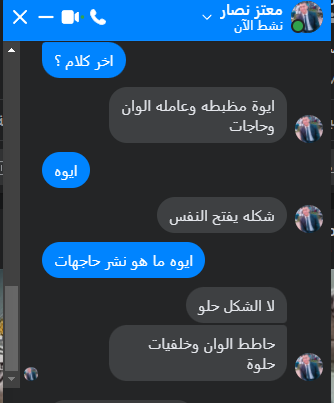 معتز نصار
نشط الآن
اخر كلام ؟
ايوة مظبطه وعامله الوان
وحاجات
ايوه
شكله يفتح النفس
ايوه ما هو نشر حاجهات
لا الشكل حلو
حاطط الوان وخلفيات
حلوة